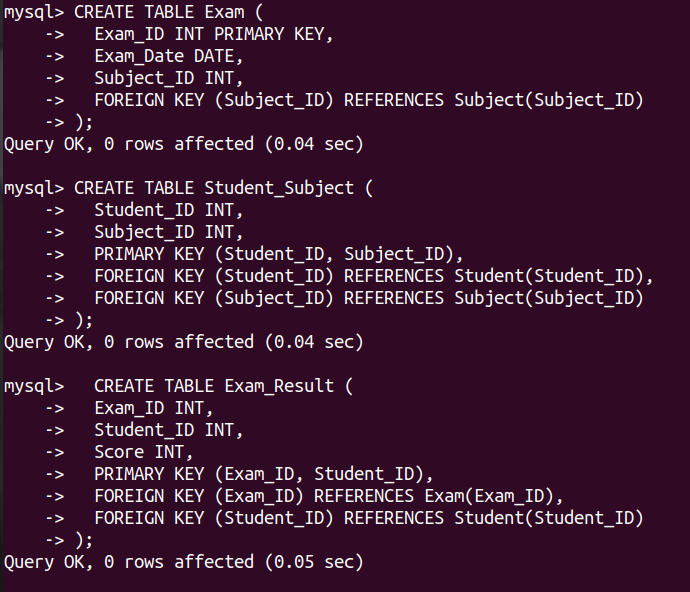 mysql> CREATE TABLE Exam (
    ->   Exam_ID INT PRIMARY KEY,
    ->   Exam_Date DATE,
    ->   Subject_ID INT,
    ->   FOREIGN KEY (Subject_ID) REFERENCES Subject(Subject_ID)
    -> );
Query OK, 0 rows affected (0.04 sec)

mysql> CREATE TABLE Student_Subject (
    ->   Student_ID INT,
    ->   Subject_ID INT,
    ->   PRIMARY KEY (Student_ID, Subject_ID),
    ->   FOREIGN KEY (Student_ID) REFERENCES Student(Student_ID),
    ->   FOREIGN KEY (Subject_ID) REFERENCES Subject(Subject_ID)
    -> );
Query OK, 0 rows affected (0.04 sec)

mysql>   CREATE TABLE Exam_Result (
    ->   Exam_ID INT,
    ->   Student_ID INT,
    ->   Score INT,
    ->   PRIMARY KEY (Exam_ID, Student_ID),
    ->   FOREIGN KEY (Exam_ID) REFERENCES Exam(Exam_ID),
    ->   FOREIGN KEY (Student_ID) REFERENCES Student(Student_ID)
    -> );
Query OK, 0 rows affected (0.05 sec)